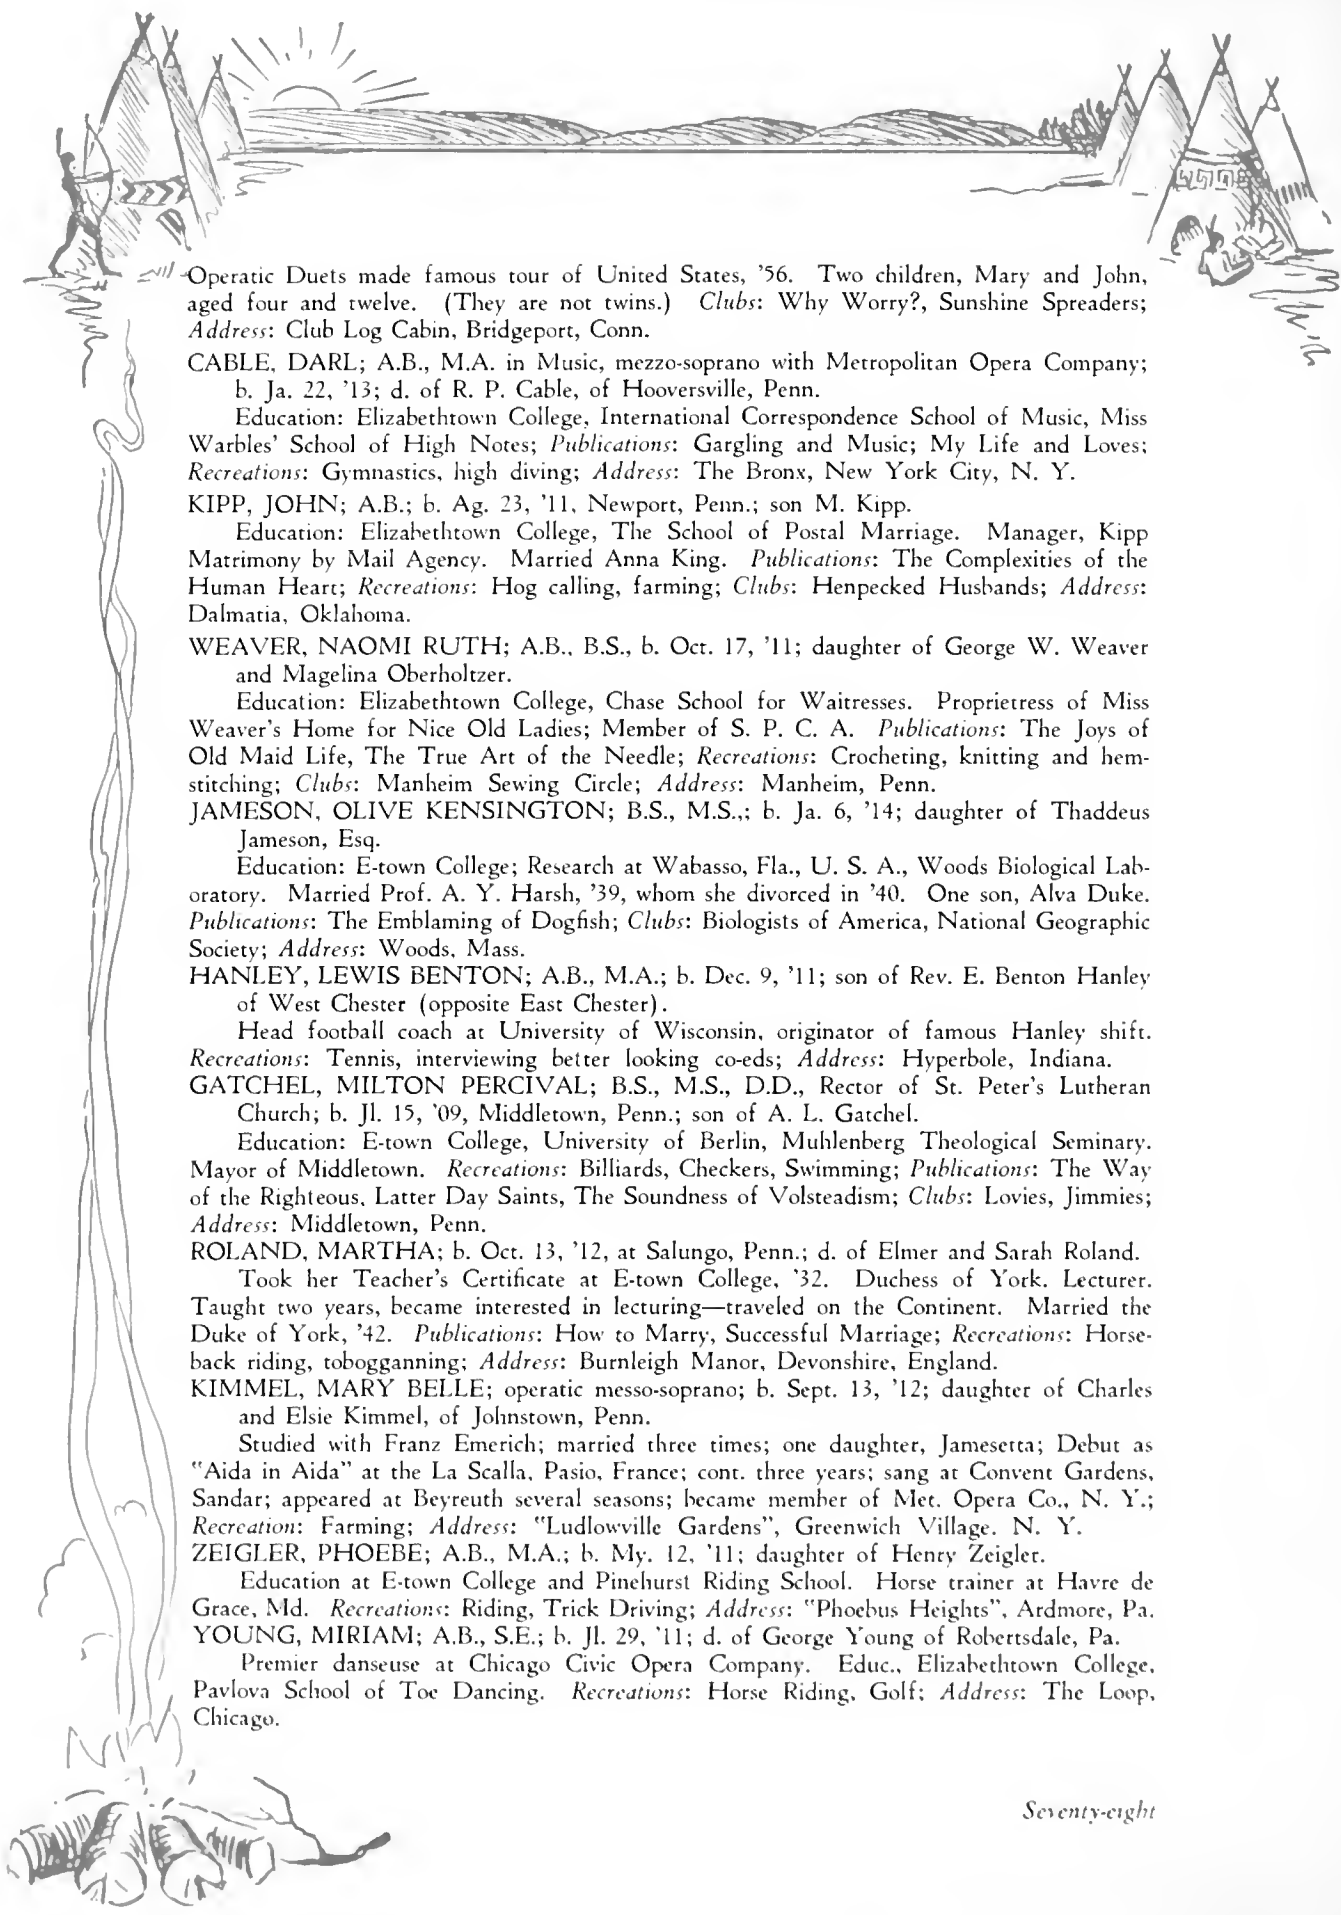 Operatic Duets made famous tour of United States, ’56. Two children, Mary and John,
aged four and twelve. (They are not twins.) Clubs: Why Worry?, Sunshine Spreaders;
Address: Club Log Cabin, Bridgeport, Conn.
CABLE, DARL; A.B., M.A. in Music, mezzo-soprano with Metropolitan Opera Company;
b. Ja. 22, ’13; d. of R. P. Cable, of Hooversville, Penn.
Education: Elizabethtown College, International Correspondence School of Music, Miss
Warbles’ School of High Notes; Publications: Gargling and Music; My Life and Loves;
Recreations: Gymnastics, high diving; Address: The Bronx, New York City, N. Y.
KIPP, JOHN; A.B.; b. Ag. 23, ’11, Newport, Penn.; son M. Kipp.
Education: Elizabethtown College, The School of Postal Marriage. Manager, Kipp
Matrimony by Mail Agency. Married Anna King. Publications: The Complexities of the
Human Heart; Recreations: Hog calling, farming; Clubs: Henpecked Husbands; Address:
Dalmatia, Oklahoma.
WEAVER, NAOMI RUTH; A.B., B.S., b. Oct. 17, ’11; daughter of George W. Weaver
and Magelina Oberholtzer.
Education: Elizabethtown College, Chase School for Waitresses. Proprietress of Miss
Weaver’s Home for Nice Old Ladies; Member of S. P. C. A. Publications: The Joys of
Old Maid Life, The True Art of the Needle; Recreations: Crocheting, knitting and hem-
stitching; Clubs: Manheim Sewing Circle; Address: Manheim, Penn.
JAMESON, OLIVE KENSINGTON; B.S., M.S.,; b. Ja. 6, ’14; daughter of Thaddeus
Jameson, Esq.
Education: E-town College; Research at Wabasso, Fla., U. S. A., Woods Biological Lab-
oratory. Married Prof. A. Y. Harsh, ’39, whom she divorced in ’40. One son, Alva Duke.
Publications: The Emblaming of Dogfish; Clubs: Biologists of America, National Geographic
Society; Address: Woods, Mass.
HANLEY, LEWIS BENTON; A.B., M.A.; b. Dec. 9, ’11; son of Rev. E. Benton Hanley
of West Chester (opposite East Chester).
Head football coach at University of Wisconsin, originator of famous Hanley shift.
Recreations: Tennis, interviewing better looking co-eds; Address: Hyperbole, Indiana.
GATCHEL, MILTON PERCIVAL; B.S., M.S., D.D., Rector of St. Peter’s Lutheran
Church; b. Jl. 15, ’09, Middletown, Penn.; son of A. L. Gatchel.
Education: E-town College, University of Berlin, Muhlenberg Theological Seminary.
Mayor of Middletown. Recreations: Billiards, Checkers, Swimming; Publications: The Way
of the Righteous, Latter Day Saints, The Soundness of Volsteadism; Clubs: Lovies, Jimmies;
Address: Middletown, Penn.
ROLAND, MARTHA; b. Oct. 13, ’12, at Salungo, Penn.; d. of Elmer and Sarah Roland.
Took her Teacher’s Certificate at E-town College, ’32. Duchess of York. Lecturer.
Taught two years, became interested in lecturing—traveled on the Continent. Married the
Duke of York, ’42. Publications: How to Marry, Successful Marriage; Recreations: Horse-
back riding, tobogganning; Address: Burnleigh Manor, Devonshire, England.
KIMMEL, MARY BELLE; operatic messo-soprano; b. Sept. 13, ’12; daughter of Charles
and Elsie Kimmel, of Johnstown, Penn.
Studied with Franz Emerich; married three times; one daughter, Jamesetta; Debut as
"Aida in Aida" at the La Scalla, Pasio, France; cont. three years; sang at Convent Gardens,
Sandar; appeared at Beyreuth several seasons; became member of Met. Opera Co., N. Y.;
Recreation: Farming; Address: "Ludlowville Gardens", Greenwich Village. N. Y.
ZEIGLER, PHOEBE; A.B., M.A.; b. My. 12, ’11; daughter of Henry Zeigler.
Education at E-town College and Pinehurst Riding School. Horse trainer at Havre de
Grace, Md. Recreations: Riding, Trick Driving; Address: "Phoebus Heights", Ardmore, Pa.
YOUNG, MIRIAM; A.B., S.E.; b. Jl. 29, ’11; d. of George Young of Robertsdale, Pa.
Premier danseuse at Chicago Civic Opera Company. Educ., Elizabethtown College,
Pavlova School of Toe Dancing. Recreations: Horse Riding, Golf; Address: The Loop,
Chicago.
Seventy-eight